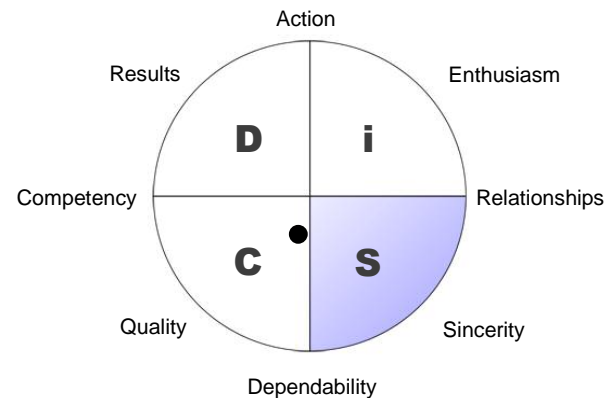 Action
Results
Enthusiasm
D
i
Competency
Relationships
C
S
Quality
Sincerity
Dependability